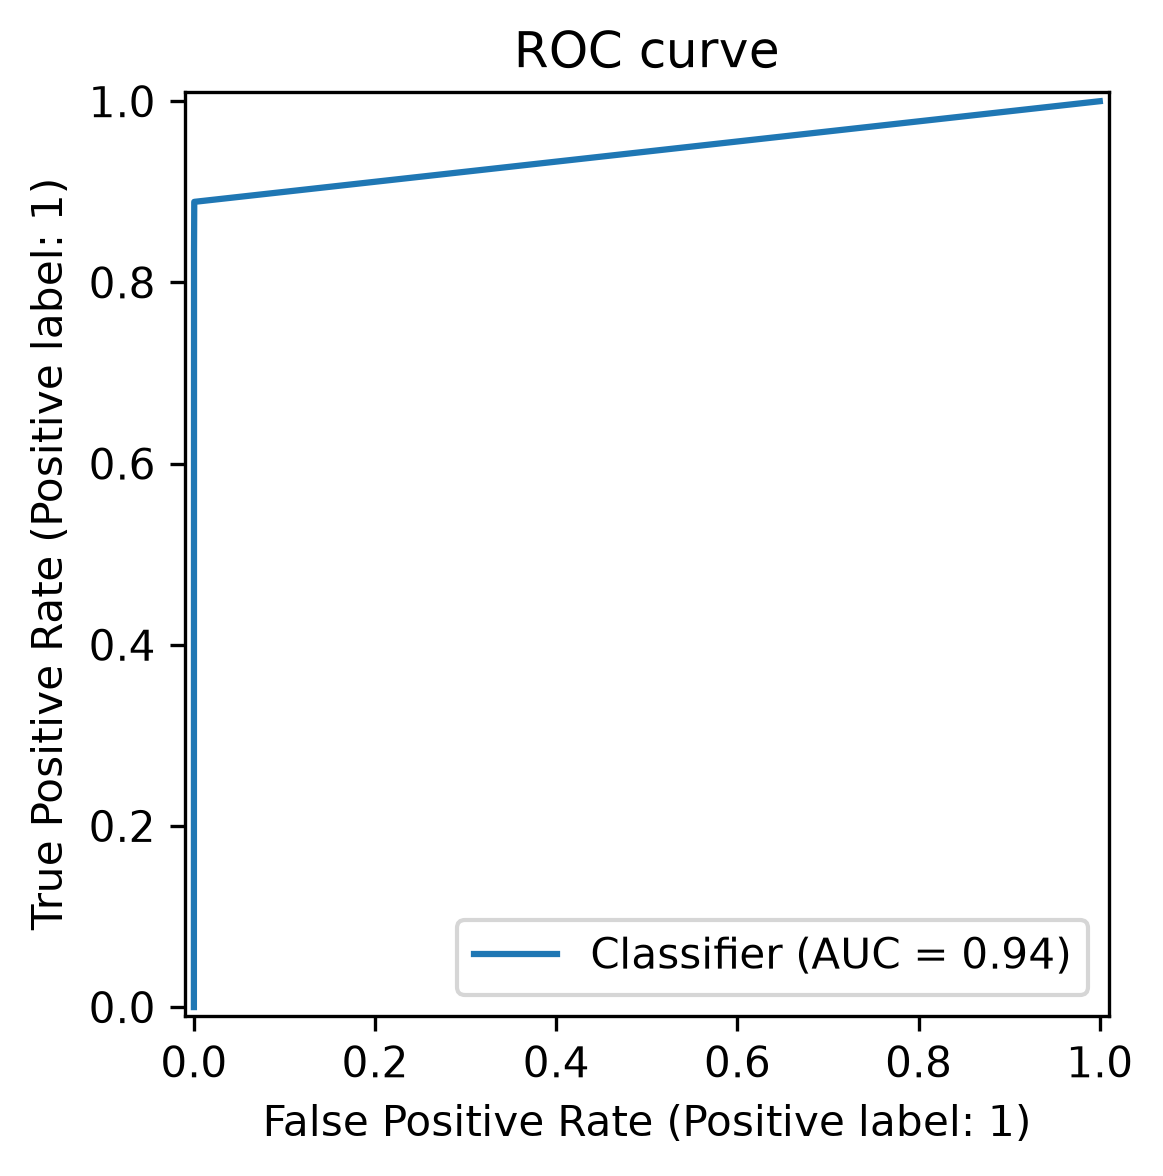 ROC curve
True Positive Rate (Positive label: 1)
1.0
0.8
0.6
0.4
0.2
0.0
Classifier (AUC = 0.94)
0.0 0.2 0.4 0.6 0.8 1.0
False Positive Rate (Positive label: 1)